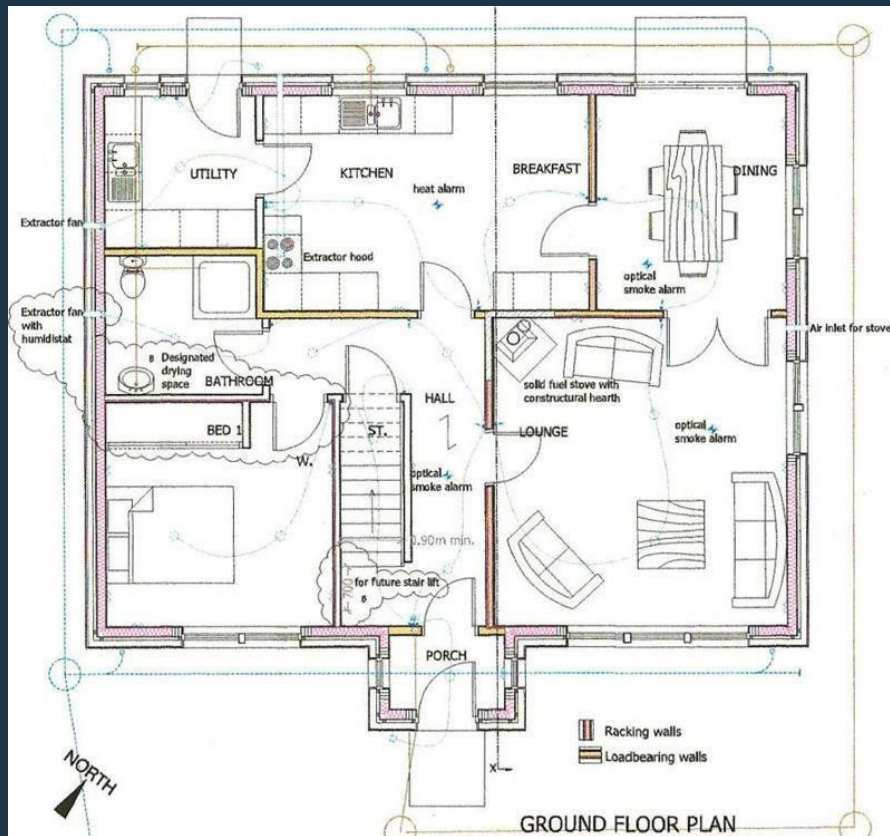 UTILITY
KITCHEN
BREAKFAST
DINING
heat alarm
Extractor fan
Extractor hood
optical
smoke alarm
Extractor fan
with
humidistat
Air inlet for stove
8 Designated
drying
space
BATHROOM
solid fuel stove with
constructural hearth
HALL
BED 1
ST.
LOUNGE
optical
smoke alarm
W.
optical
smoke alarm
0.90m min.
for future stair lift
8
700
PORCH
Racking walls
Loadbearing walls
X
NORTH
GROUND FLOOR PLAN